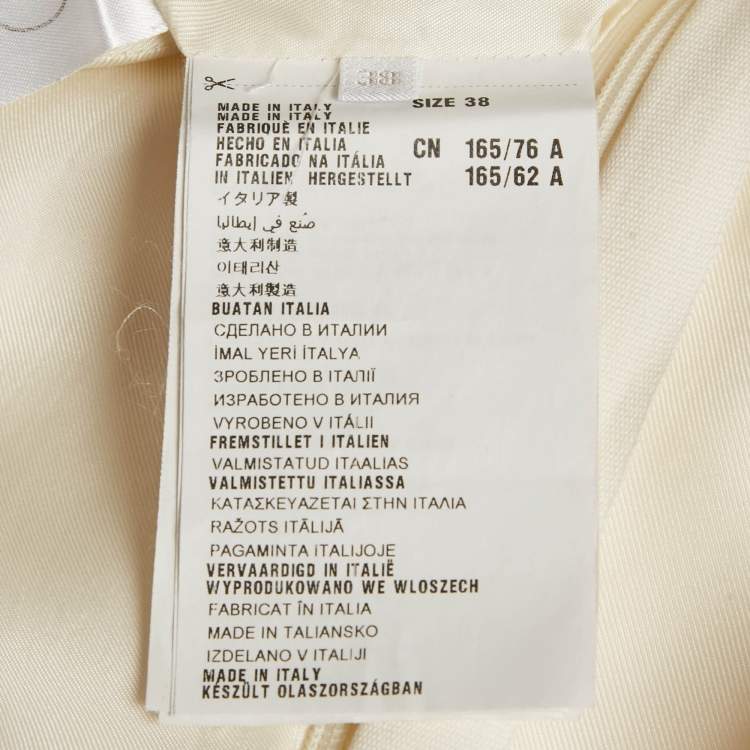 38
MADE IN ITALY SIZE 38
MADE IN ITALY
FABRIQUÉ EN ITALIE
HECHO EN ITALIA CN 165/76 A
FABRICADO NA ITÁLIA
IN ITALIEN HERGESTELLT 165/62 A
イタリア製
صُنع في إيطاليا
意大利制造
이태리산
意大利製造
BUATAN ITALIA
СДЕЛАНО В ИТАЛИИ
İMAL YERİ İTALYA
ЗРОБЛЕНО В ІТАЛІЇ
ИЗРАБОТЕНО В ИТАЛИЯ
VYROBENO V ITÁLII
FREMSTILLET I ITALIEN
VALMISTATUD ITAALIAS
VALMISTETTU ITALIASSA
ΚΑΤΑΣΚΕΥΑΖΕΤΑΙ ΣΤΗΝ ΙΤΑΛΙΑ
RAŽOTS ITĀLIJĀ
PAGAMINTA ITALIJOJE
VERVAARDIGD IN ITALIË
WYPRODUKOWANO WE WLOSZECH
FABRICAT ÎN ITALIA
MADE IN TALIANSKO
IZDELANO V ITALIJI
MADE IN ITALY
KÉSZÜLT OLASZORSZÁGBAN